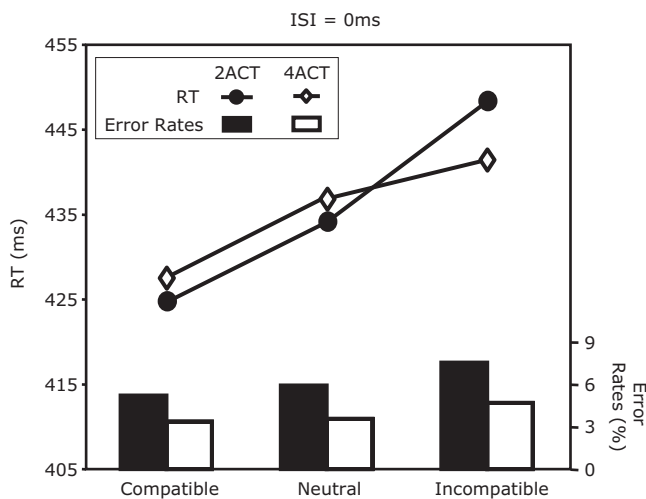 ISI = 0ms
455
445
435
425
415
405
RT (ms)
2ACT 4ACT
RT
Error Rates
9
6
3
0
Error
Rates (%)
Compatible Neutral Incompatible